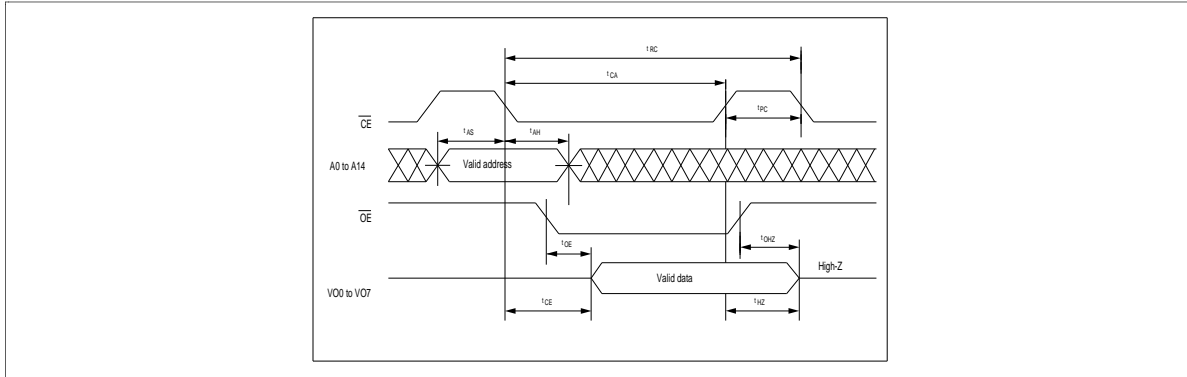 tRC
tCA
tPC
CE
tAS
tAH
A0 to A14
Valid address
OE
tOE
tOHZ
High-Z
Valid data
VO0 to VO7
tCE
tHZ